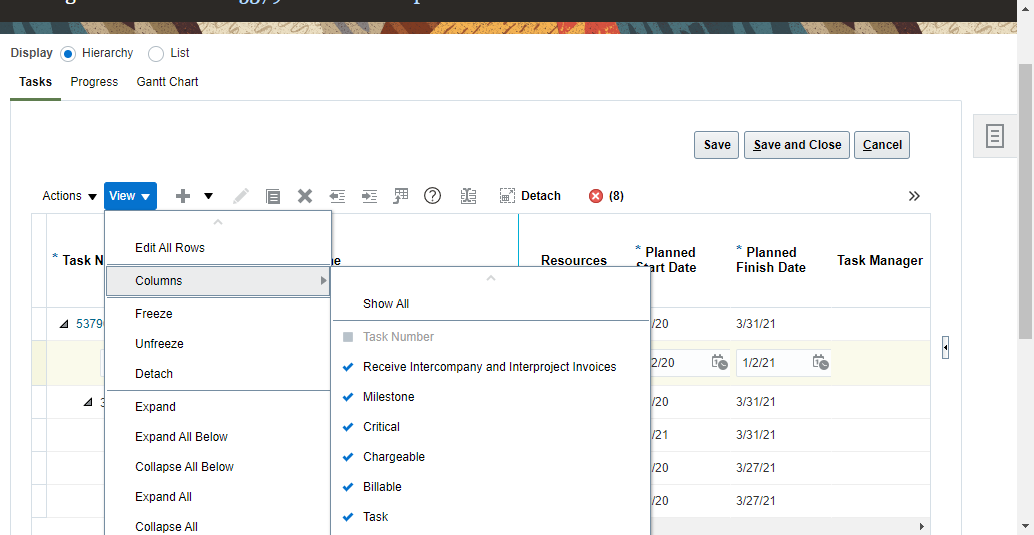 Display Hierarchy List
Tasks Progress Gantt Chart
Save Save and Close Cancel
Actions View Detach (8)
Edit All Rows
* Task N
Resources
* Planned Start Date
* Planned Finish Date
Task Manager
Columns
Show All
Freeze
Unfreeze
Detach
Expand
Expand All Below
Collapse All Below
Expand All
Collapse All
Task Number
Receive Intercompany and Interproject Invoices
Milestone
Critical
Chargeable
Billable
Task
5379
/20 3/31/21
2/20 1/2/21
3
/20 3/31/21
/21 3/31/21
/20 3/27/21
/20 3/27/21